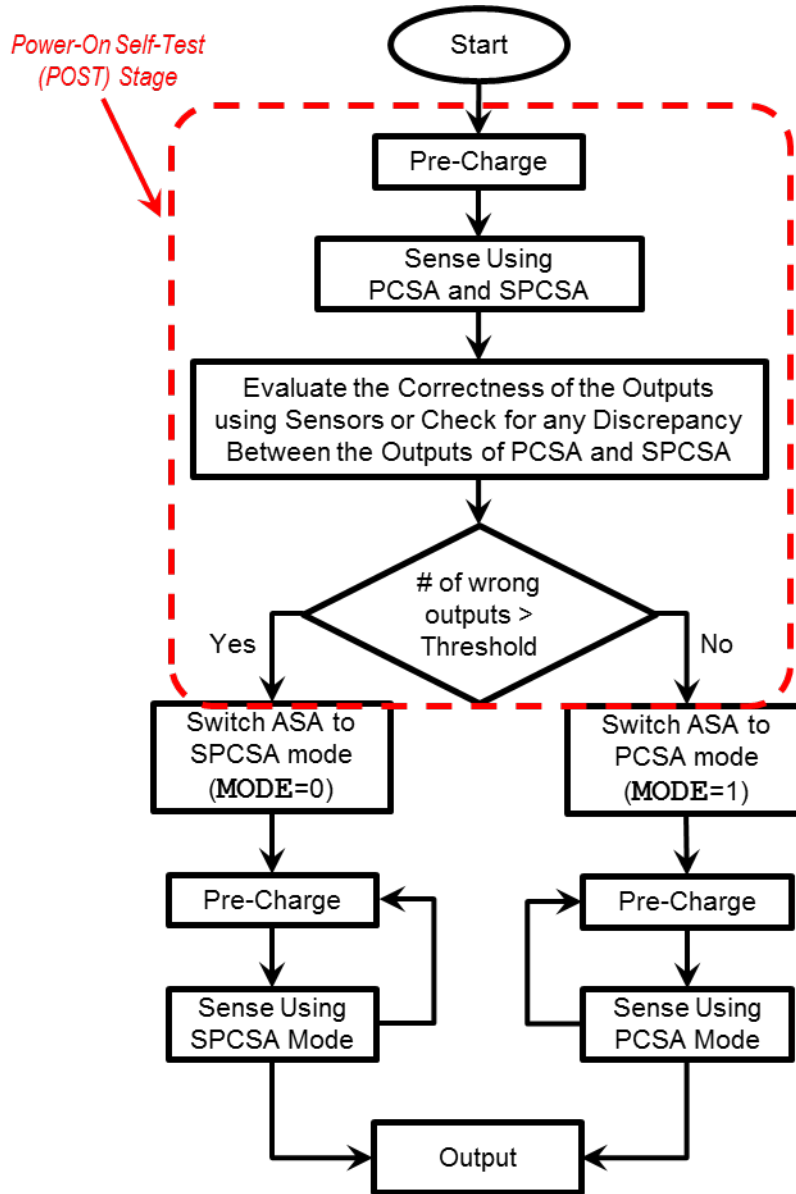 Power-On Self-Test
(POST) Stage
Start
Pre-Charge
Sense Using
PCSA and SPCSA
Evaluate the Correctness of the Outputs
using Sensors or Check for any Discrepancy
Between the Outputs of PCSA and SPCSA
# of wrong
outputs >
Threshold
Yes
No
Switch ASA to
SPCSA mode
(MODE=0)
Switch ASA to
PCSA mode
(MODE=1)
Pre-Charge
Pre-Charge
Sense Using
SPCSA Mode
Sense Using
PCSA Mode
Output